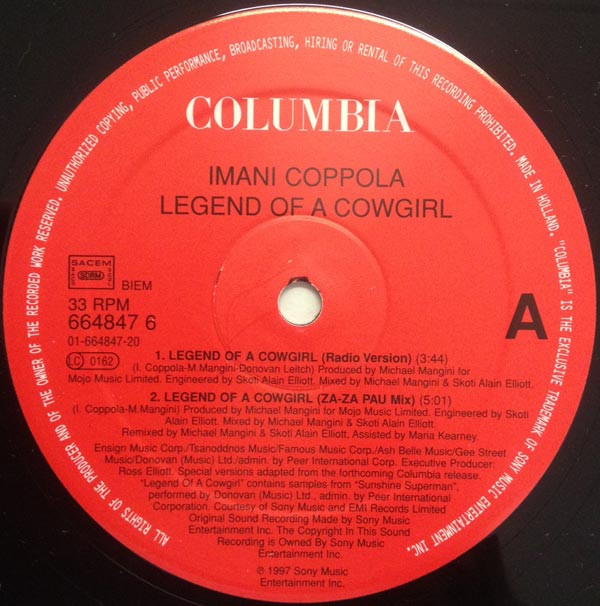 ALL RIGHTS OF THE PRODUCER AND OF THE OWNER OF THE RECORDED WORK RESERVED. UNAUTHORIZED COPYING, PUBLIC PERFORMANCE, BROADCASTING, HIRING OR RENTAL OF THIS RECORDING PROHIBITED. MADE IN HOLLAND. "COLUMBIA" IS THE EXCLUSIVE TRADEMARK OF SONY MUSIC ENTERTAINMENT INC.
COLUMBIA
IMANI COPPOLA
LEGEND OF A COWGIRL
SACEM
SDRM
BIEM
33 RPM
664847 6
01-664847-20
LC 0162
A
1. LEGEND OF A COWGIRL (Radio Version) (3:44)
(I. Coppola-M.Mangini-Donovan Leitch) Produced by Michael Mangini for
Mojo Music Limited. Engineered by Skoti Alain Elliott. Mixed by Michael Mangini & Skoti Alain Elliott.
2. LEGEND OF A COWGIRL (ZA-ZA PAU Mix) (5:01)
(I. Coppola-M.Mangini) Produced by Michael Mangini for Mojo Music Limited. Engineered by Skoti
Alain Elliott. Mixed by Michael Mangini & Skoti Alain Elliott.
Remixed by Michael Mangini & Skoti Alain Elliott, Assisted by Maria Kearney.
Ensign Music Corp./Tsanoddnos Music/Famous Music Corp./Ash Belle Music/Gee Street
Music/Donovan (Music) Ltd./admin. by Peer International Corp. Executive Producer:
Ross Elliott. Special versions adapted from the forthcoming Columbia release.
"Legend Of A Cowgirl" contains samples from "Sunshine Superman",
performed by Donovan (Music) Ltd., admin. by Peer International
Corporation. Courtesy of Sony Music and EMI Records Limited
Original Sound Recording Made by Sony Music
Entertainment Inc. The Copyright In This Sound
Recording is Owned By Sony Music
Entertainment Inc.
℗ 1997 Sony Music
Entertainment Inc.